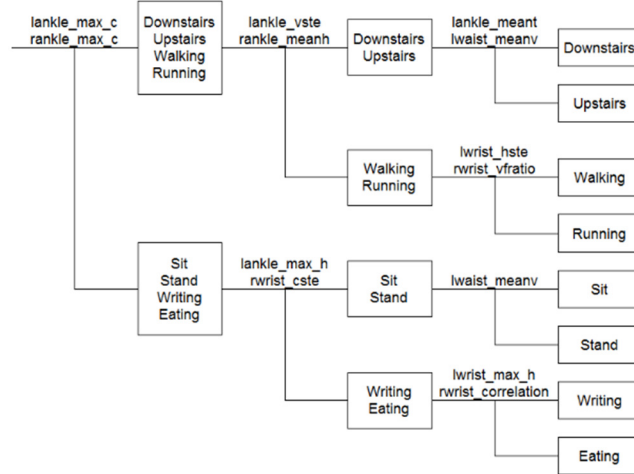 lankle_max_c
rankle_max_c
Downstairs
Upstairs
Walking
Running
lankle_vste
rankle_meanh
Downstairs
Upstairs
lankle_meant
lwaist_meanv
Downstairs
Upstairs
Walking
Running
lwrist_hste
rwrist_vfratio
Walking
Running
Sit
Stand
Writing
Eating
lankle_max_h
rwrist_cste
Sit
Stand
lwaist_meanv
Sit
Stand
Writing
Eating
lwrist_max_h
rwrist_correlation
Writing
Eating